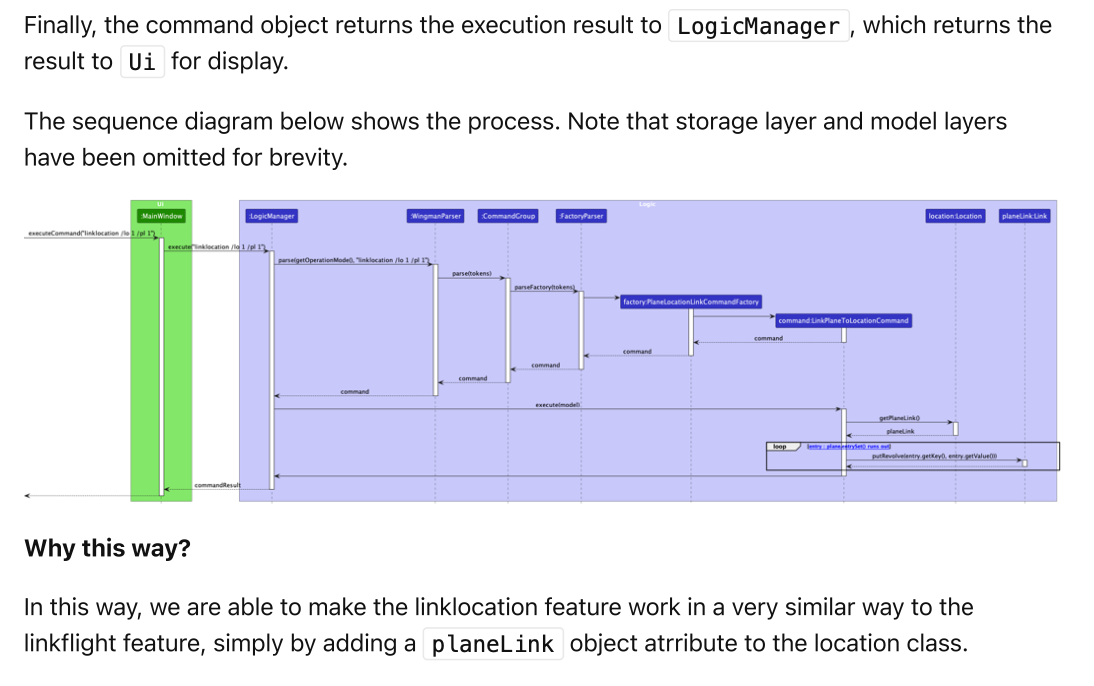 Finally, the command object returns the execution result to LogicManager, which returns the
result to Ui for display.
The sequence diagram below shows the process. Note that storage layer and model layers
have been omitted for brevity.
UI
Logic
:MainWindow
:LogicManager
:WingmanParser
:CommandGroup
:FactoryParser
location:Location
planeLink:Link
executeCommand("linklocation /lo 1 /pl 1")
execute("linklocation /lo 1 /pl 1")
parse(getOperationMode(), "linklocation /lo 1 /pl 1")
parse(tokens)
parseFactory(tokens)
factory:PlaneLocationLinkCommandFactory
command:LinkPlaneToLocationCommand
command
command
command
command
command
execute(model)
getPlaneLink()
planeLink
loop
putRevolve(entry.getKey(), entry.getValue())
commandResult
Why this way?
In this way, we are able to make the linklocation feature work in a very similar way to the
linkflight feature, simply by adding a planeLink object atrribute to the location class.